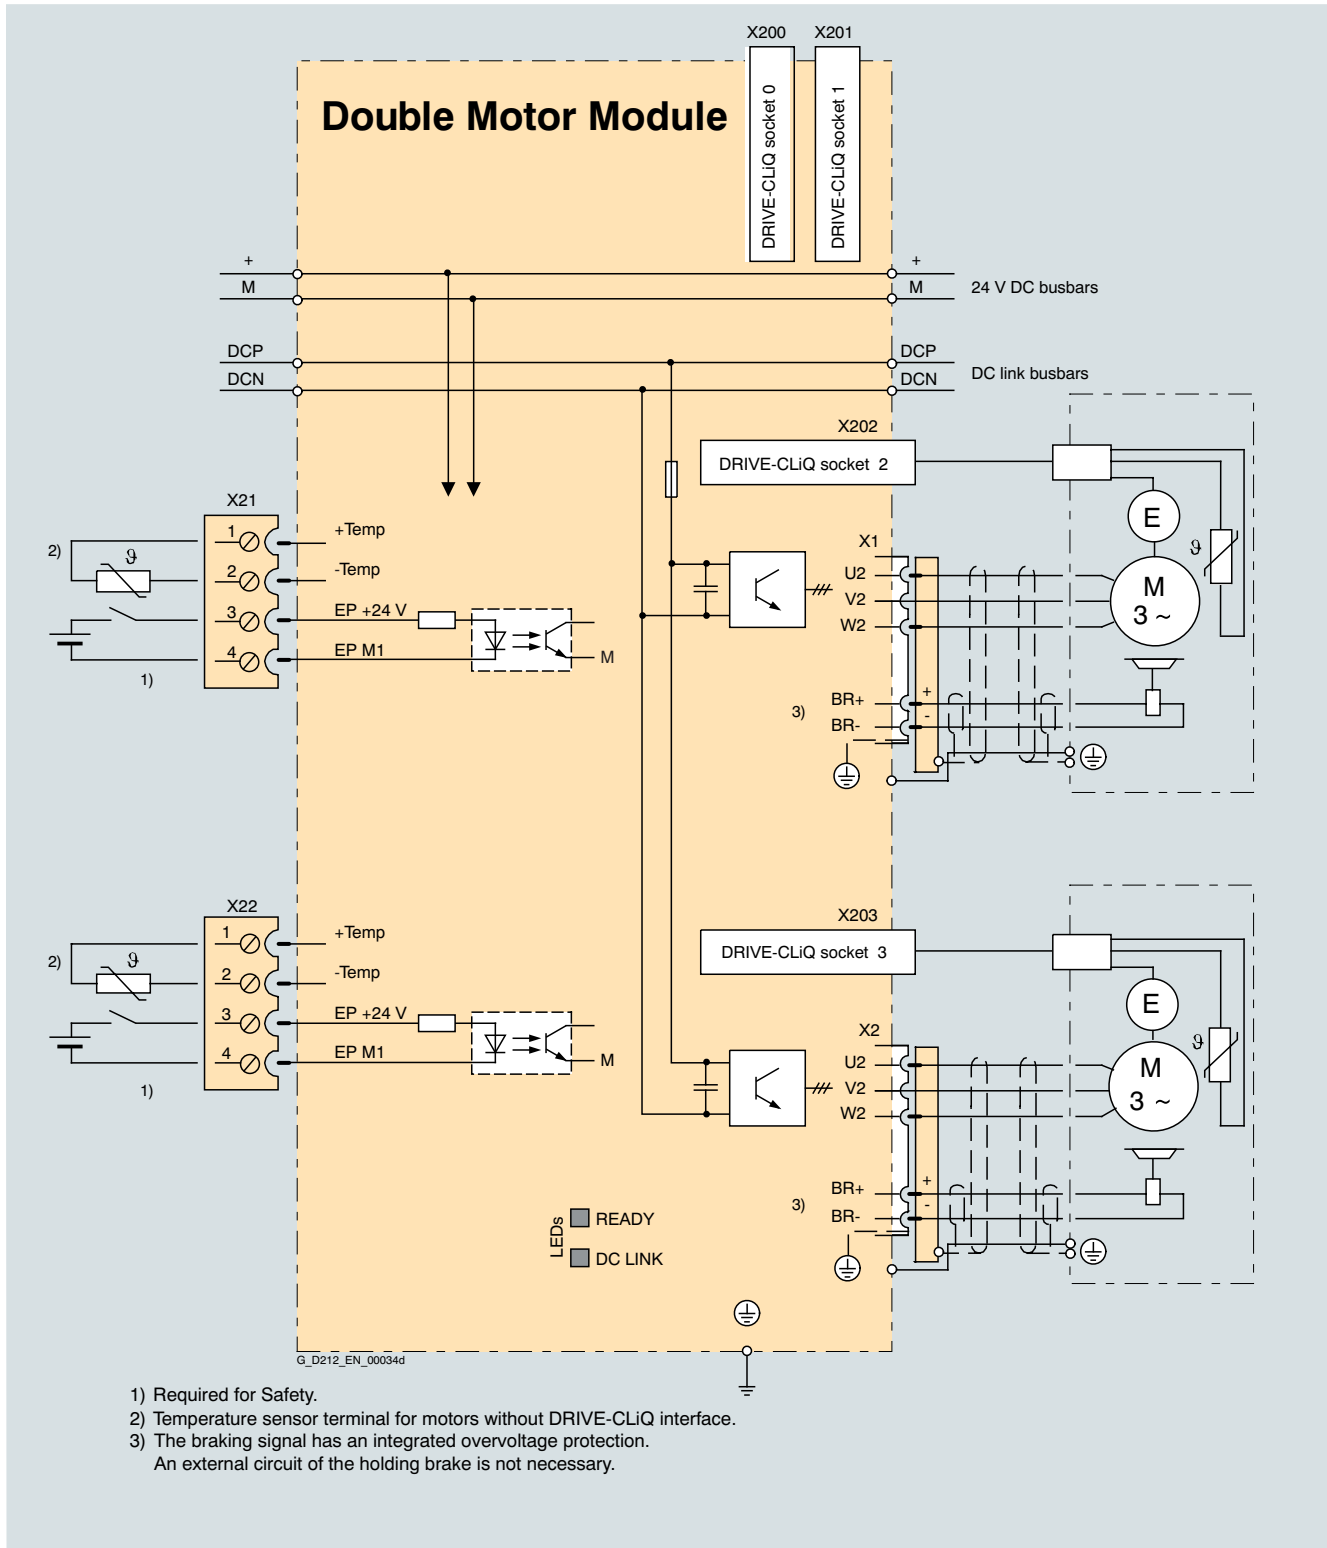 X200 X201
Double Motor Module
DRIVE-CLiQ socket 0
DRIVE-CLiQ socket 1
+ +
M M 24 V DC busbars
DCP DCP
DCN DCN DC link busbars
X202
DRIVE-CLiQ socket 2
X21
2) ϑ
1 +Temp
2 -Temp
3 EP +24 V
4 EP M1
M
1)
X1
U2
V2
W2
3) BR+ +
BR- -
E
M
3 ~
ϑ
X22
2) ϑ
1 +Temp
2 -Temp
3 EP +24 V
4 EP M1
M
1)
X203
DRIVE-CLiQ socket 3
X2
U2
V2
W2
3) BR+ +
BR- -
E
M
3 ~
ϑ
LEDs
READY
DC LINK
G_D212_EN_00034d
1) Required for Safety.
2) Temperature sensor terminal for motors without DRIVE-CLiQ interface.
3) The braking signal has an integrated overvoltage protection.
An external circuit of the holding brake is not necessary.